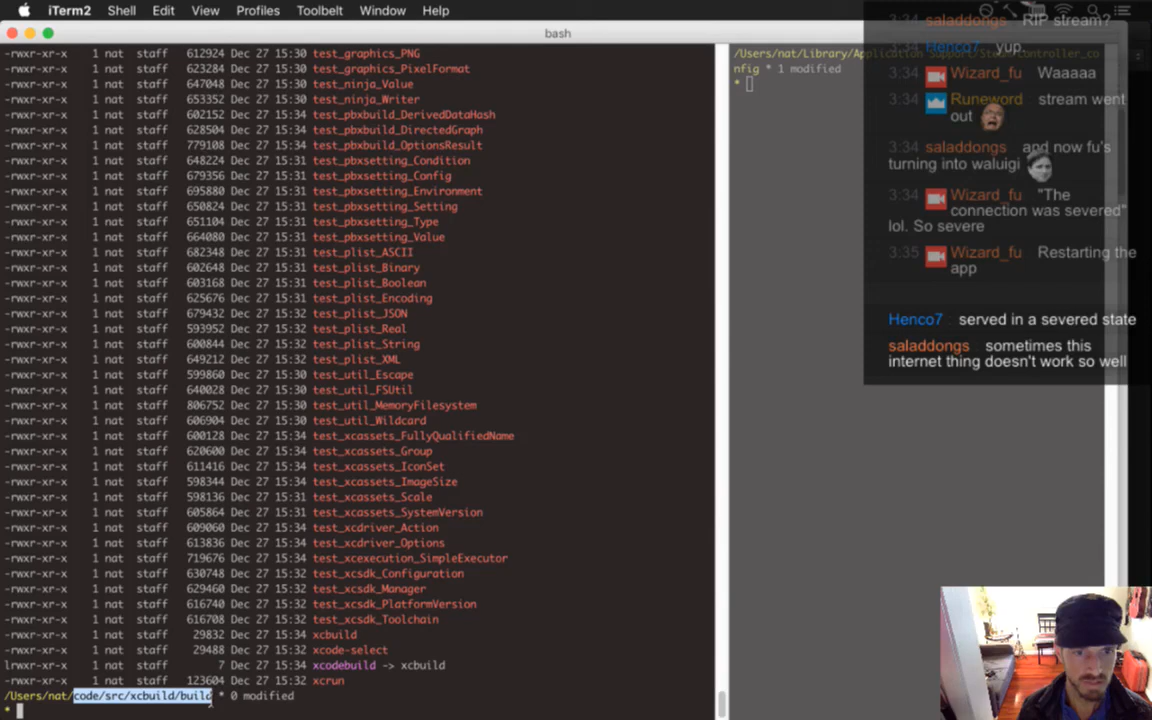 iTerm2 Shell Edit View Profiles Toolbelt Window Help
bash
-rwxr-xr-x 1 nat staff 612924 Dec 27 15:30 test_graphics_PNG
-rwxr-xr-x 1 nat staff 623284 Dec 27 15:30 test_graphics_PixelFormat
-rwxr-xr-x 1 nat staff 647048 Dec 27 15:30 test_ninja_Value
-rwxr-xr-x 1 nat staff 653352 Dec 27 15:30 test_ninja_Writer
-rwxr-xr-x 1 nat staff 602152 Dec 27 15:34 test_pbxbuild_DerivedDataHash
-rwxr-xr-x 1 nat staff 628504 Dec 27 15:34 test_pbxbuild_DirectedGraph
-rwxr-xr-x 1 nat staff 779108 Dec 27 15:34 test_pbxbuild_OptionsResult
-rwxr-xr-x 1 nat staff 648224 Dec 27 15:31 test_pbxsetting_Condition
-rwxr-xr-x 1 nat staff 679356 Dec 27 15:31 test_pbxsetting_Config
-rwxr-xr-x 1 nat staff 695880 Dec 27 15:31 test_pbxsetting_Environment
-rwxr-xr-x 1 nat staff 650824 Dec 27 15:31 test_pbxsetting_Setting
-rwxr-xr-x 1 nat staff 651104 Dec 27 15:31 test_pbxsetting_Type
-rwxr-xr-x 1 nat staff 664080 Dec 27 15:31 test_pbxsetting_Value
-rwxr-xr-x 1 nat staff 682348 Dec 27 15:31 test_plist_ASCII
-rwxr-xr-x 1 nat staff 602648 Dec 27 15:31 test_plist_Binary
-rwxr-xr-x 1 nat staff 603168 Dec 27 15:31 test_plist_Boolean
-rwxr-xr-x 1 nat staff 625676 Dec 27 15:31 test_plist_Encoding
-rwxr-xr-x 1 nat staff 679432 Dec 27 15:32 test_plist_JSON
-rwxr-xr-x 1 nat staff 593952 Dec 27 15:32 test_plist_Real
-rwxr-xr-x 1 nat staff 600844 Dec 27 15:32 test_plist_String
-rwxr-xr-x 1 nat staff 649212 Dec 27 15:32 test_plist_XML
-rwxr-xr-x 1 nat staff 599860 Dec 27 15:30 test_util_Escape
-rwxr-xr-x 1 nat staff 640028 Dec 27 15:30 test_util_FSUtil
-rwxr-xr-x 1 nat staff 806752 Dec 27 15:30 test_util_MemoryFilesystem
-rwxr-xr-x 1 nat staff 606904 Dec 27 15:30 test_util_Wildcard
-rwxr-xr-x 1 nat staff 600128 Dec 27 15:34 test_xcassets_FullyQualifiedName
-rwxr-xr-x 1 nat staff 620600 Dec 27 15:34 test_xcassets_Group
-rwxr-xr-x 1 nat staff 611416 Dec 27 15:34 test_xcassets_IconSet
-rwxr-xr-x 1 nat staff 598344 Dec 27 15:34 test_xcassets_ImageSize
-rwxr-xr-x 1 nat staff 598136 Dec 27 15:31 test_xcassets_Scale
-rwxr-xr-x 1 nat staff 605864 Dec 27 15:31 test_xcassets_SystemVersion
-rwxr-xr-x 1 nat staff 609060 Dec 27 15:34 test_xcdriver_Action
-rwxr-xr-x 1 nat staff 613836 Dec 27 15:34 test_xcdriver_Options
-rwxr-xr-x 1 nat staff 719676 Dec 27 15:34 test_xcexecution_SimpleExecutor
-rwxr-xr-x 1 nat staff 630748 Dec 27 15:32 test_xcsdk_Configuration
-rwxr-xr-x 1 nat staff 629460 Dec 27 15:32 test_xcsdk_Manager
-rwxr-xr-x 1 nat staff 616740 Dec 27 15:32 test_xcsdk_PlatformVersion
-rwxr-xr-x 1 nat staff 616708 Dec 27 15:32 test_xcsdk_Toolchain
-rwxr-xr-x 1 nat staff 29832 Dec 27 15:34 xcbuild
-rwxr-xr-x 1 nat staff 29488 Dec 27 15:32 xcode-select
lrwxr-xr-x 1 nat staff 7 Dec 27 15:34 xcodebuild -> xcbuild
-rwxr-xr-x 1 nat staff 123604 Dec 27 15:32 xcrun
/Users/nat/code/src/xcbuild/build * 0 modified
*
/Users/nat/Library/Application Support/Steam/controller_co
nfig * 1 modified
*
3:34 saladdongs RIP stream?
3:34 Henco7 yup.
3:34 Wizard_fu Waaaaa
3:34 Runeword stream went
out
3:34 saladdongs and now fu's
turning into waluigi
3:34 Wizard_fu "The
connection was severed"
lol. So severe
3:35 Wizard_fu Restarting the
app
Henco7 served in a severed state
saladdongs sometimes this
internet thing doesn't work so well